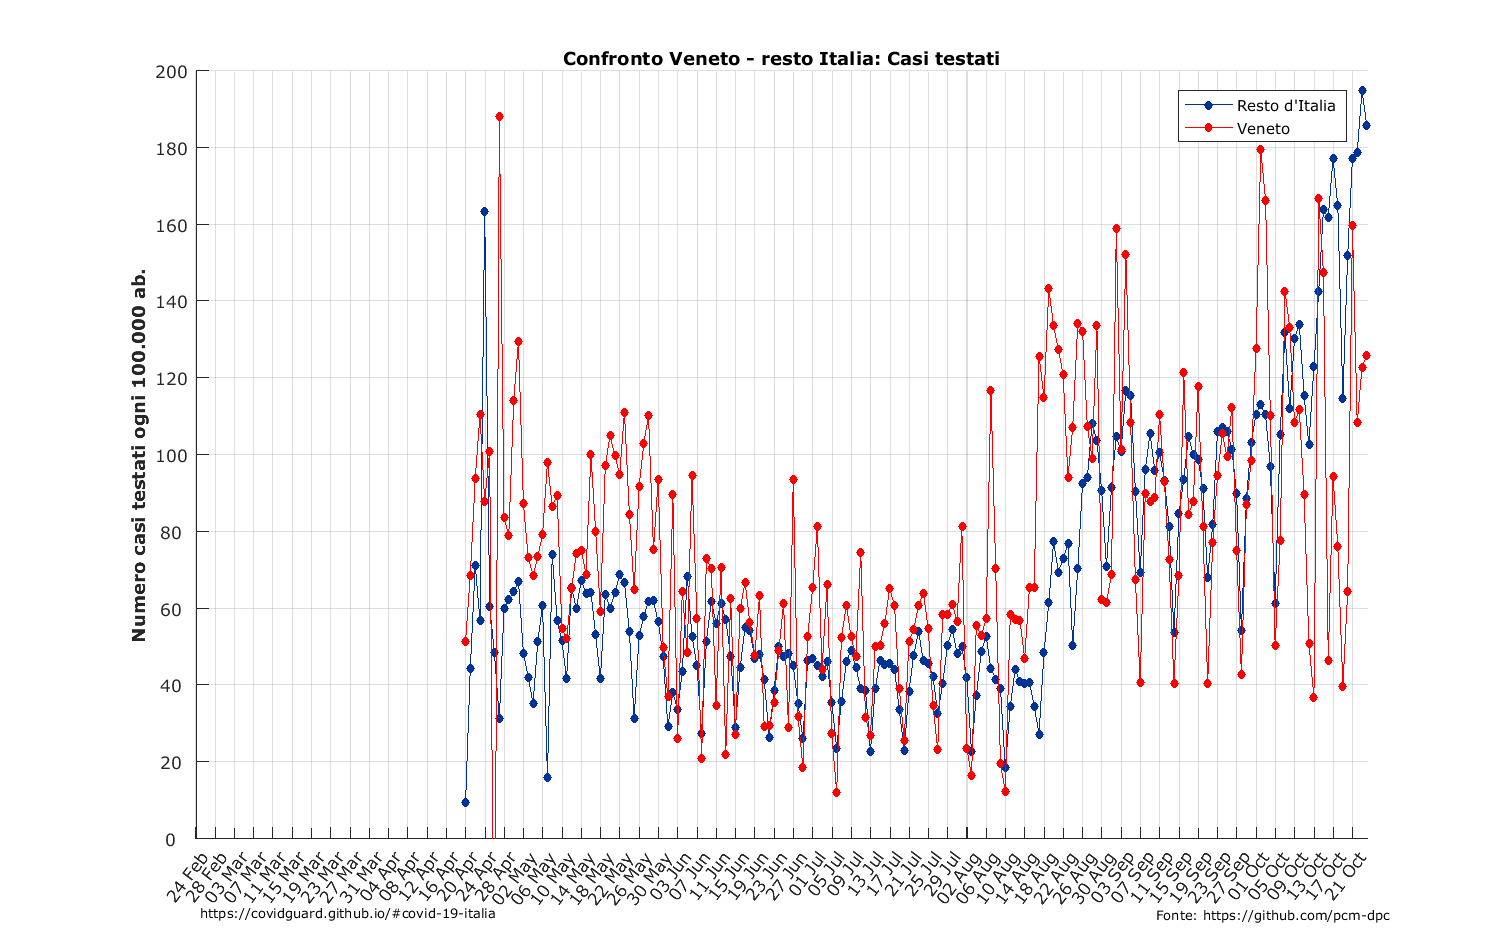 Confronto Veneto - resto Italia: Casi testati
200
180
160
140
120
100
80
60
40
20
0
Numero casi testati ogni 100.000 ab.
Resto d'Italia
Veneto
24 Feb
28 Feb
03 Mar
07 Mar
11 Mar
15 Mar
19 Mar
23 Mar
27 Mar
31 Mar
04 Apr
08 Apr
12 Apr
16 Apr
20 Apr
24 Apr
28 Apr
02 May
06 May
10 May
14 May
18 May
22 May
26 May
30 May
03 Jun
07 Jun
11 Jun
15 Jun
19 Jun
23 Jun
27 Jun
01 Jul
05 Jul
09 Jul
13 Jul
17 Jul
21 Jul
25 Jul
29 Jul
02 Aug
06 Aug
10 Aug
14 Aug
18 Aug
22 Aug
26 Aug
30 Aug
03 Sep
07 Sep
11 Sep
15 Sep
19 Sep
23 Sep
27 Sep
01 Oct
05 Oct
09 Oct
13 Oct
17 Oct
21 Oct
https://covidguard.github.io/#covid-19-italia
Fonte: https://github.com/pcm-dpc